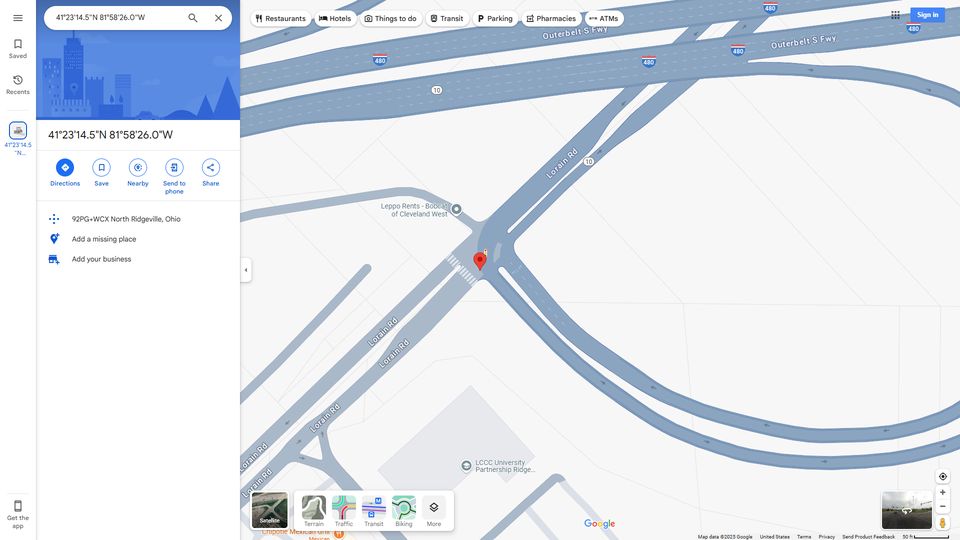 41°23'14.5"N 81°58'26.0"W
Restaurants
Hotels
Things to do
Transit
Parking
Pharmacies
ATMs
Sign in
Saved
Recents
41°23'14.5
"N...
Get the
app
41°23'14.5"N 81°58'26.0"W
Directions
Save
Nearby
Send to
phone
Share
92PG+WCX North Ridgeville, Ohio
Add a missing place
Add your business
Outerbelt S Fwy
Outerbelt S Fwy
480
480
480
480
480
10
10
Lorain Rd
Leppo Rents - Bobcat
of Cleveland West
Lorain Rd
Lorain Rd
Lorain Rd
Lorain Rd
Lorain Rd
LCCC University
Partnership Ridge...
Chipotle Mexican Grill
Mexican
Satellite
Terrain
Traffic
Transit
Biking
More
Google
Map data ©2025 Google
United States
Terms
Privacy
Send Product Feedback
50 ft